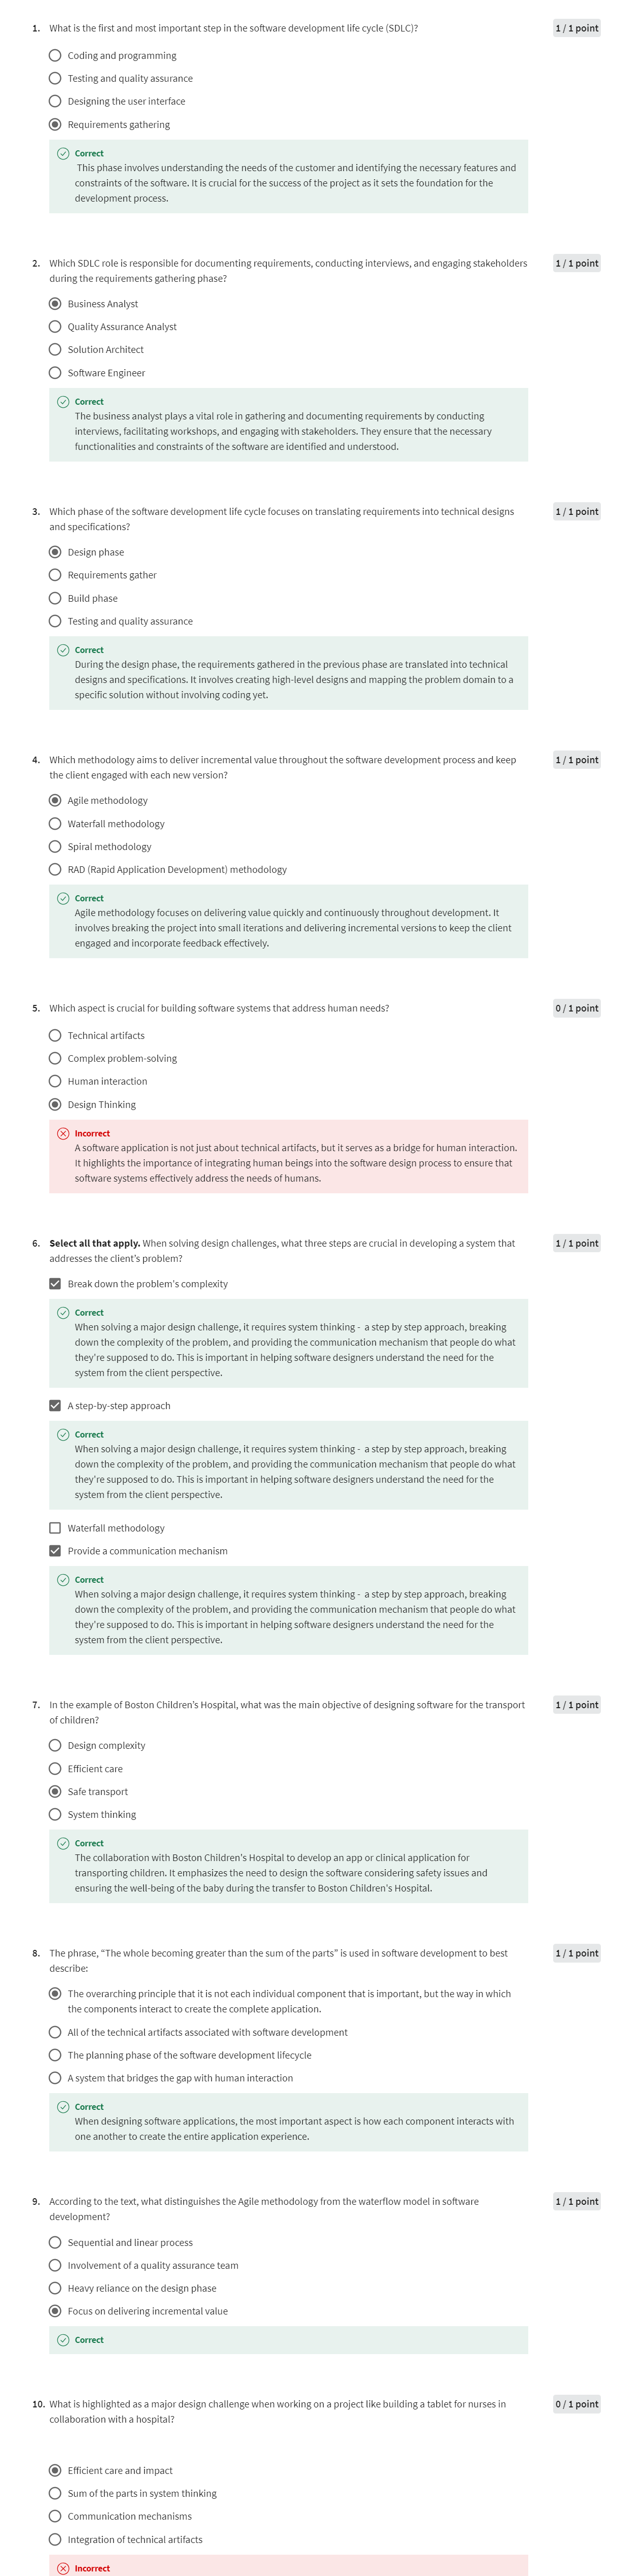 1. What is the first and most important step in the software development life cycle (SDLC)?
1 / 1 point
Coding and programming
Testing and quality assurance
Designing the user interface
Requirements gathering
Correct
This phase involves understanding the needs of the customer and identifying the necessary features and
constraints of the software. It is crucial for the success of the project as it sets the foundation for the
development process.
2. Which SDLC role is responsible for documenting requirements, conducting interviews, and engaging stakeholders
during the requirements gathering phase?
1 / 1 point
Business Analyst
Quality Assurance Analyst
Solution Architect
Software Engineer
Correct
The business analyst plays a vital role in gathering and documenting requirements by conducting
interviews, facilitating workshops, and engaging with stakeholders. They ensure that the necessary
functionalities and constraints of the software are identified and understood.
3. Which phase of the software development life cycle focuses on translating requirements into technical designs
and specifications?
1 / 1 point
Design phase
Requirements gather
Build phase
Testing and quality assurance
Correct
During the design phase, the requirements gathered in the previous phase are translated into technical
designs and specifications. It involves creating high-level designs and mapping the problem domain to a
specific solution without involving coding yet.
4. Which methodology aims to deliver incremental value throughout the software development process and keep
the client engaged with each new version?
1 / 1 point
Agile methodology
Waterfall methodology
Spiral methodology
RAD (Rapid Application Development) methodology
Correct
Agile methodology focuses on delivering value quickly and continuously throughout development. It
involves breaking the project into small iterations and delivering incremental versions to keep the client
engaged and incorporate feedback effectively.
5. Which aspect is crucial for building software systems that address human needs?
0 / 1 point
Technical artifacts
Complex problem-solving
Human interaction
Design Thinking
Incorrect
A software application is not just about technical artifacts, but it serves as a bridge for human interaction.
It highlights the importance of integrating human beings into the software design process to ensure that
software systems effectively address the needs of humans.
6. Select all that apply. When solving design challenges, what three steps are crucial in developing a system that
addresses the client's problem?
1 / 1 point
Break down the problem's complexity
Correct
When solving a major design challenge, it requires system thinking - a step by step approach, breaking
down the complexity of the problem, and providing the communication mechanism that people do what
they're supposed to do. This is important in helping software designers understand the need for the
system from the client perspective.
A step-by-step approach
Correct
When solving a major design challenge, it requires system thinking - a step by step approach, breaking
down the complexity of the problem, and providing the communication mechanism that people do what
they're supposed to do. This is important in helping software designers understand the need for the
system from the client perspective.
Waterfall methodology
Provide a communication mechanism
Correct
When solving a major design challenge, it requires system thinking - a step by step approach, breaking
down the complexity of the problem, and providing the communication mechanism that people do what
they're supposed to do. This is important in helping software designers understand the need for the
system from the client perspective.
7. In the example of Boston Children's Hospital, what was the main objective of designing software for the transport
of children?
1 / 1 point
Design complexity
Efficient care
Safe transport
System thinking
Correct
The collaboration with Boston Children's Hospital to develop an app or clinical application for
transporting children. It emphasizes the need to design the software considering safety issues and
ensuring the well-being of the baby during the transfer to Boston Children's Hospital.
8. The phrase, “The whole becoming greater than the sum of the parts” is used in software development to best
describe:
1 / 1 point
The overarching principle that it is not each individual component that is important, but the way in which
the components interact to create the complete application.
All of the technical artifacts associated with software development
The planning phase of the software development lifecycle
A system that bridges the gap with human interaction
Correct
When designing software applications, the most important aspect is how each component interacts with
one another to create the entire application experience.
9. According to the text, what distinguishes the Agile methodology from the waterflow model in software
development?
1 / 1 point
Sequential and linear process
Involvement of a quality assurance team
Heavy reliance on the design phase
Focus on delivering incremental value
Correct
10. What is highlighted as a major design challenge when working on a project like building a tablet for nurses in
collaboration with a hospital?
0 / 1 point
Efficient care and impact
Sum of the parts in system thinking
Communication mechanisms
Integration of technical artifacts
Incorrect